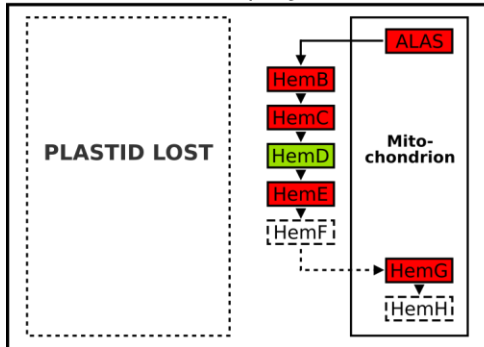 ALAS
HemB
HemC
HemD
HemE
HemF
PLASTID LOST
Mito-
chondrion
HemG
HemH